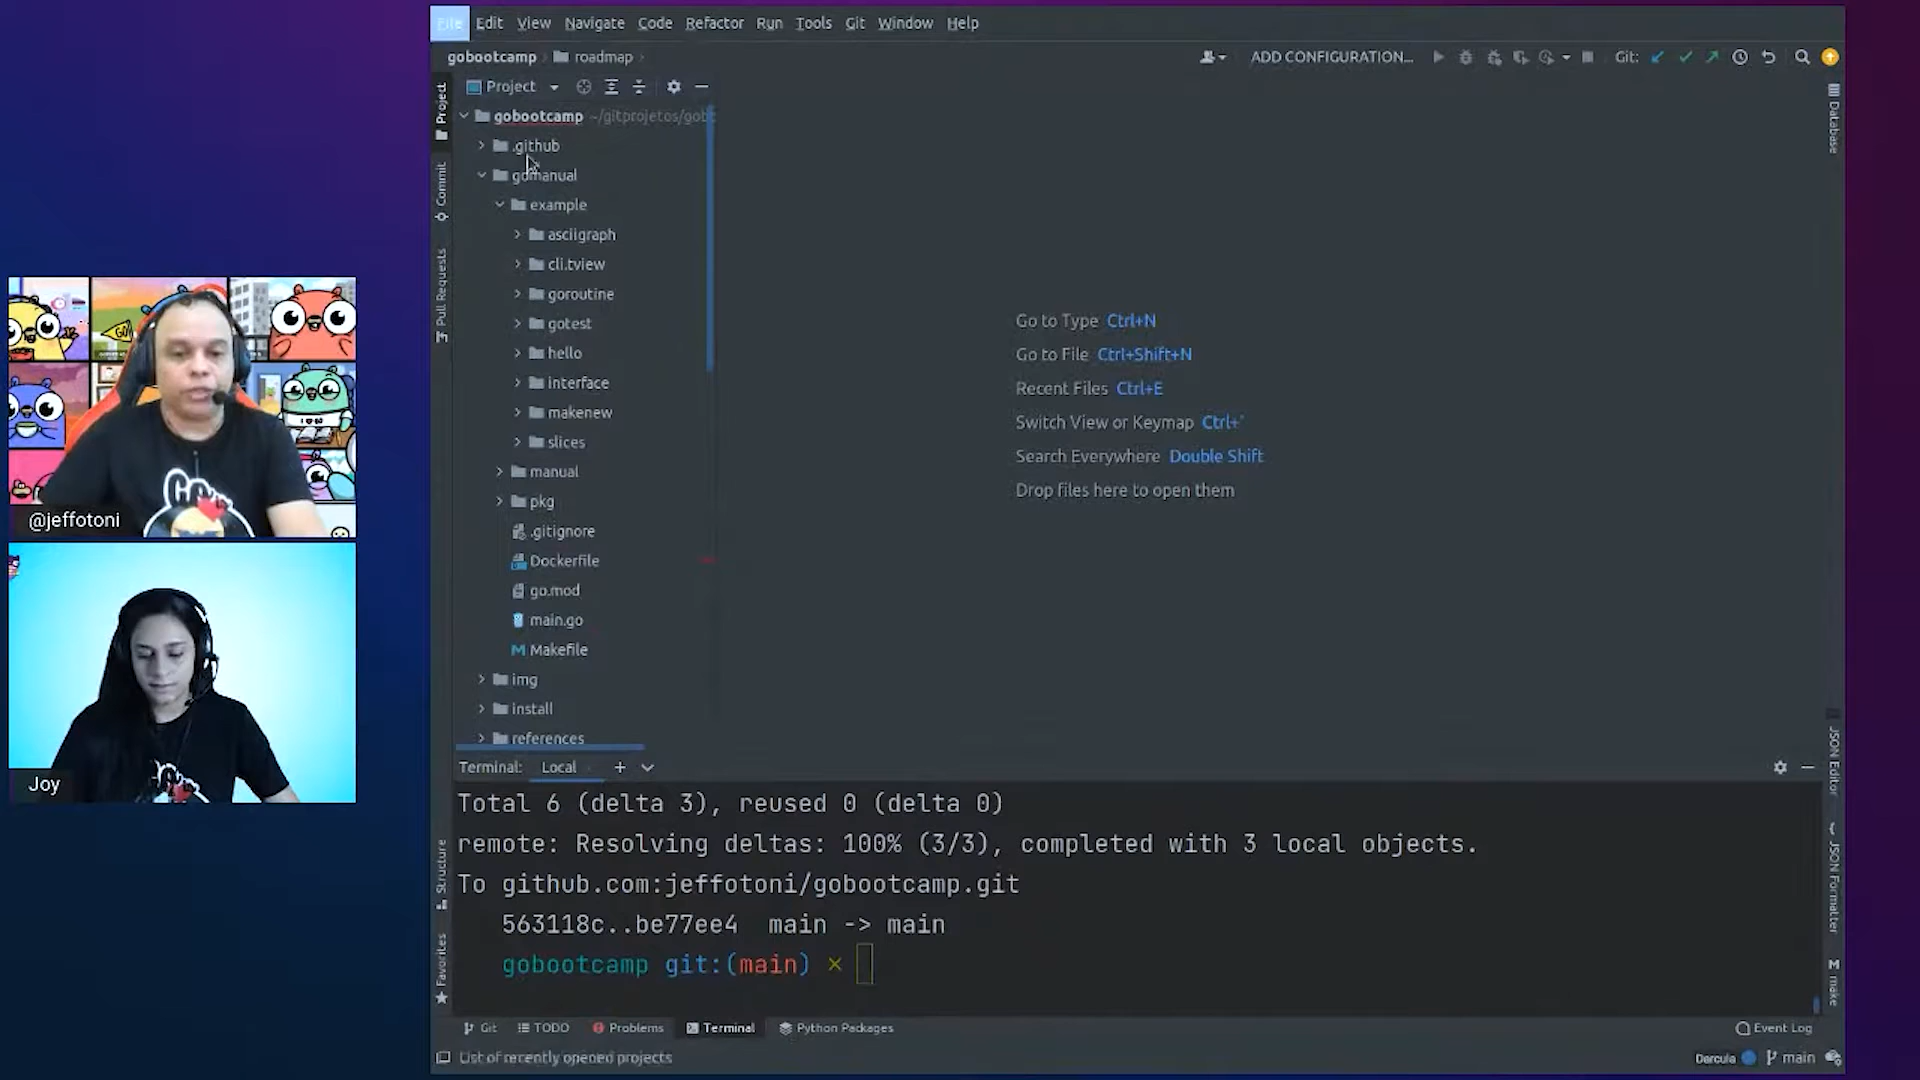 File Edit View Navigate Code Refactor Run Tools Git Window Help
gobootcamp roadmap ADD CONFIGURATION... Git:
Project
gobootcamp ~/gitprojetos/gob
.github
gomanual
example
asciigraph
cli.tview
goroutine
gotest
hello
interface
makenew
slices
manual
pkg
.gitignore
Dockerfile
go.mod
main.go
Makefile
img
install
references
Project
Commit
Pull Requests
Structure
Favorites
Go to Type Ctrl+N
Go to File Ctrl+Shift+N
Recent Files Ctrl+E
Switch View or Keymap Ctrl+`
Search Everywhere Double Shift
Drop files here to open them
Database
JSON Editor
JSON Formatter
make
GO
@jeffotoni
Joy
Terminal: Local
Total 6 (delta 3), reused 0 (delta 0)
remote: Resolving deltas: 100% (3/3), completed with 3 local objects.
To github.com:jeffotoni/gobootcamp.git
563118c..be77ee4 main -> main
gobootcamp git:(main) ×
Git TODO Problems Terminal Python Packages Event Log
List of recently opened projects Darcula main